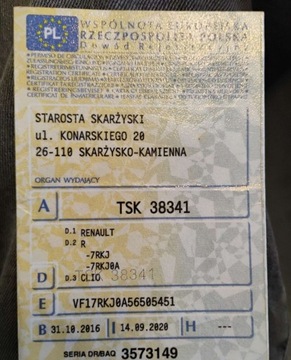 PL
WSPÓLNOTA EUROPEJSKA
RZECZPOSPOLITA POLSKA
Dowód Rejestracyjny
STAROSTA SKARŻYSKI
ul. KONARSKIEGO 20
26-110 SKARŻYSKO-KAMIENNA
ORGAN WYDAJĄCY
A TSK 38341
D.1 RENAULT
D.2 R
-7RKJ
-7RKJ0A
D D.3 CLIO 38341
E VF17RKJ0A56505451
B 31.10.2016 I 14.09.2020 H ---
SERIA DR/BAQ 3573149